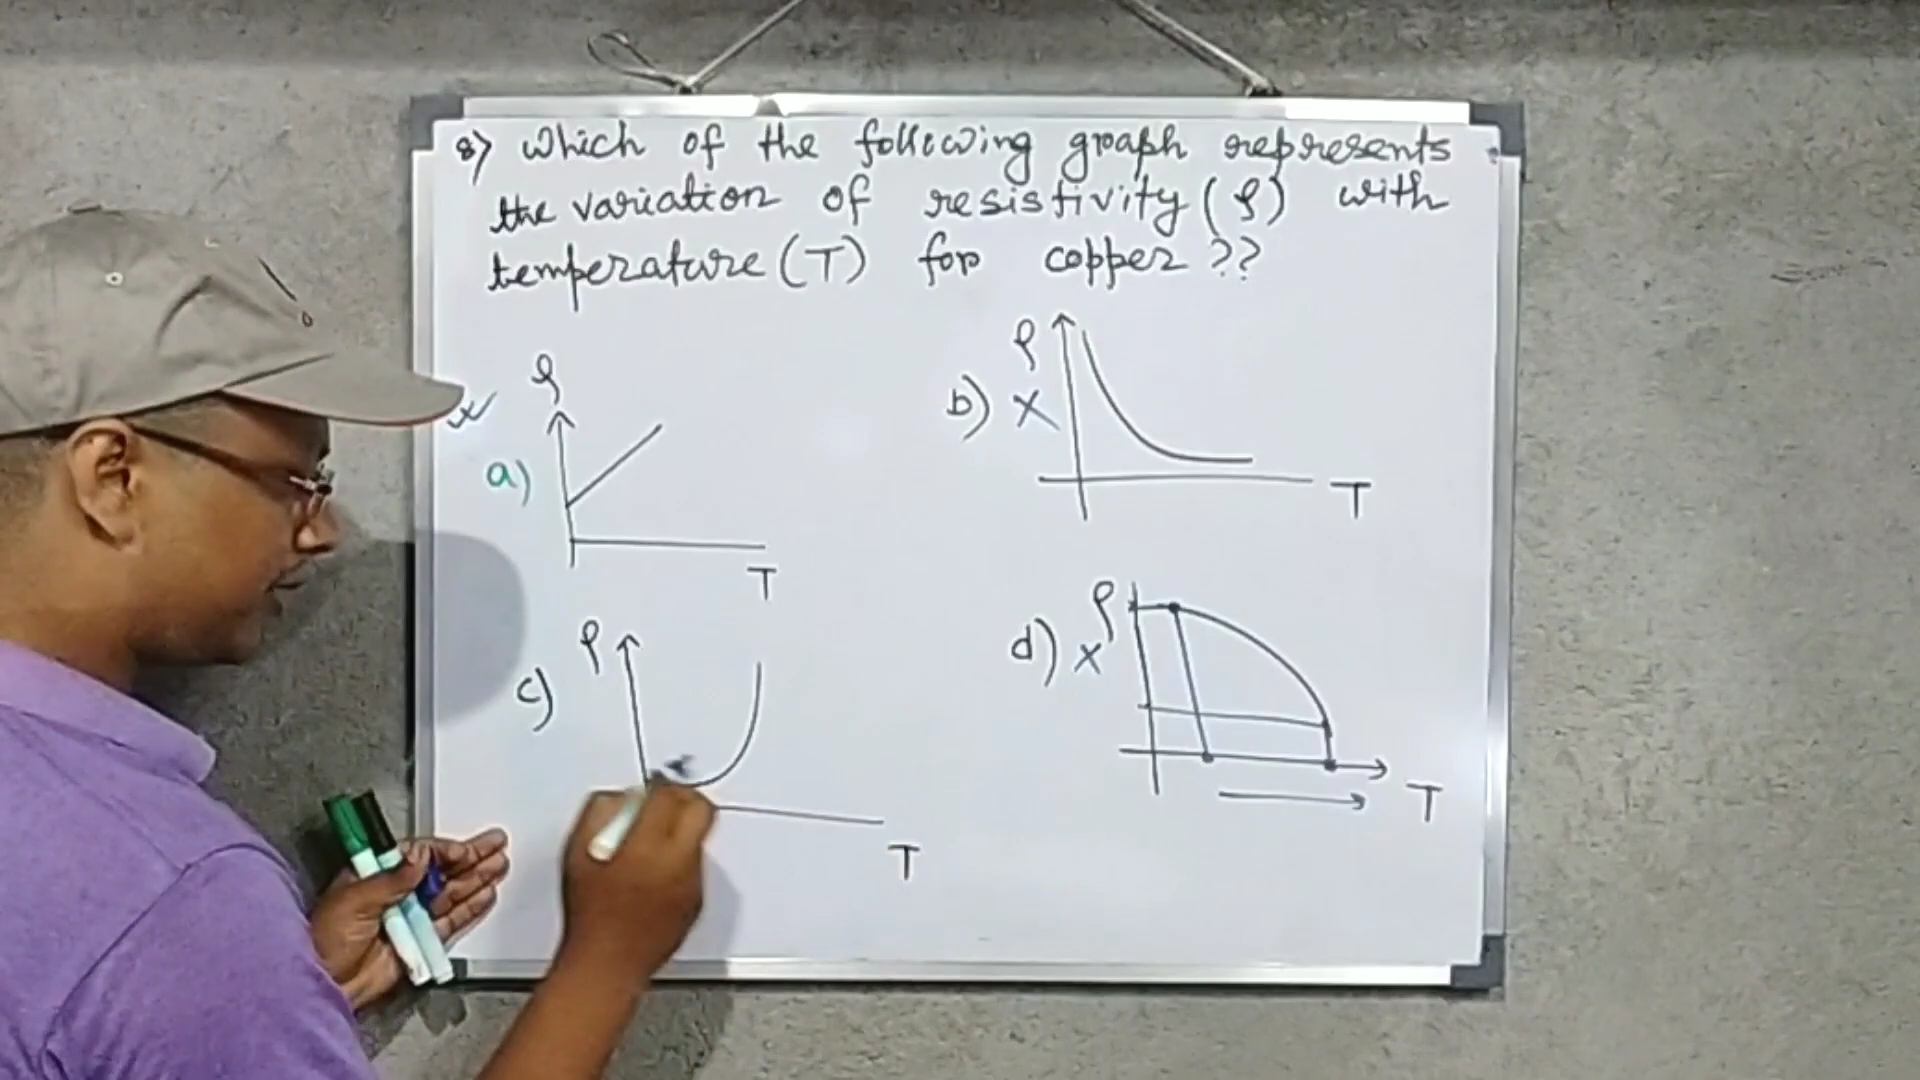 8) which of the following graph represents
the variation of resistivity (ρ) with
temperature (T) for copper ??
ρ
a)
T
ρ
b) X
T
ρ
c)
T
ρ
d) X
T